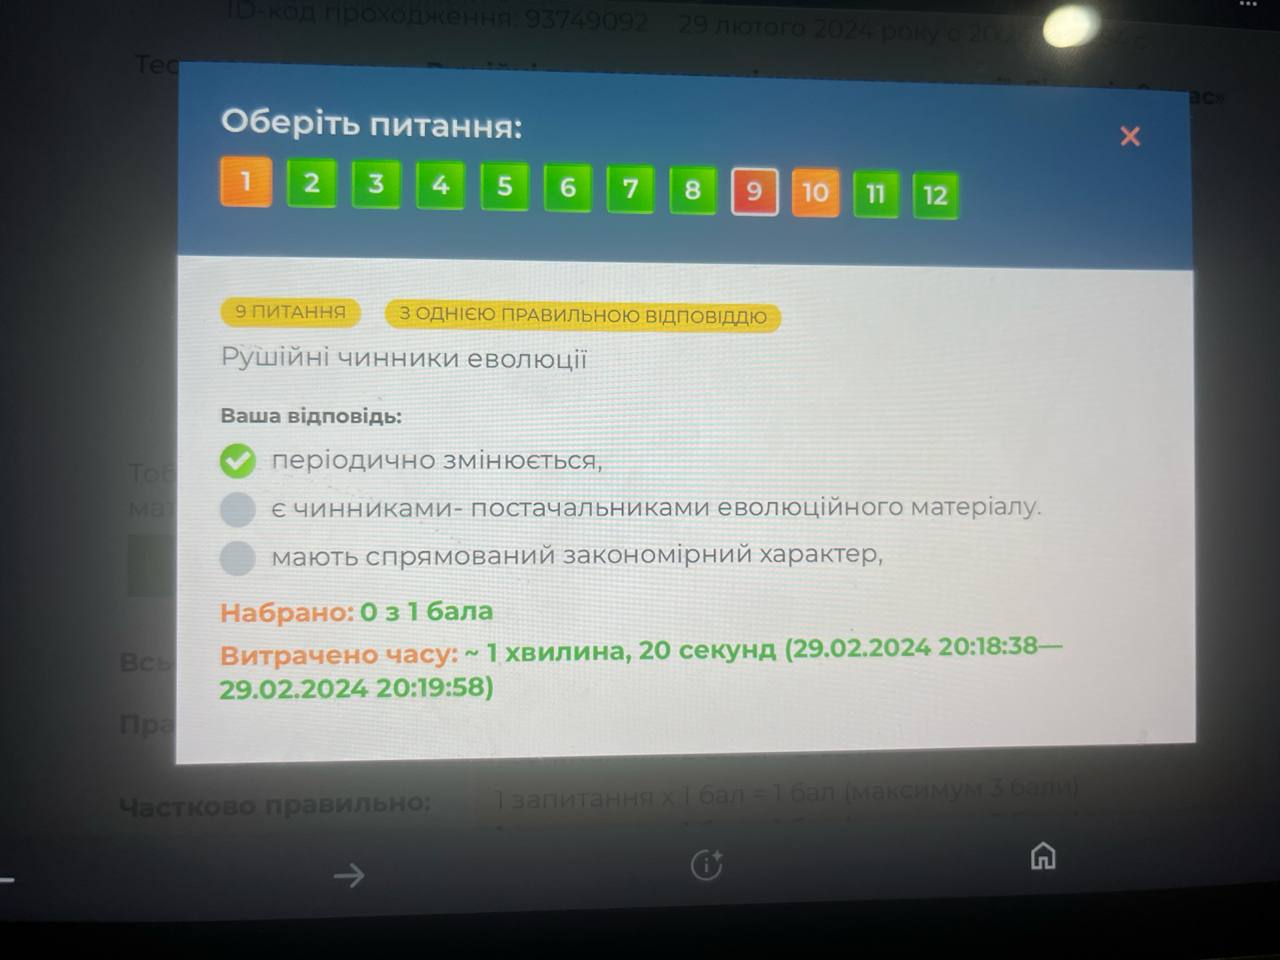 ID-код проходження: 93749092 29 лютого 2024 року о
Оберіть питання:
1 2 3 4 5 6 7 8 9 10 11 12
9 ПИТАННЯ З ОДНІЄЮ ПРАВИЛЬНОЮ ВІДПОВІДДЮ
Рушійні чинники еволюції
Ваша відповідь:
періодично змінюється,
є чинниками- постачальниками еволюційного матеріалу.
мають спрямований закономірний характер,
Набрано: 0 з 1 бала
Витрачено часу: ~ 1 хвилина, 20 секунд (29.02.2024 20:18:38—
29.02.2024 20:19:58)
Частково правильно: 1 запитання x 1 бал = 1 бал (максимум 3 бали)